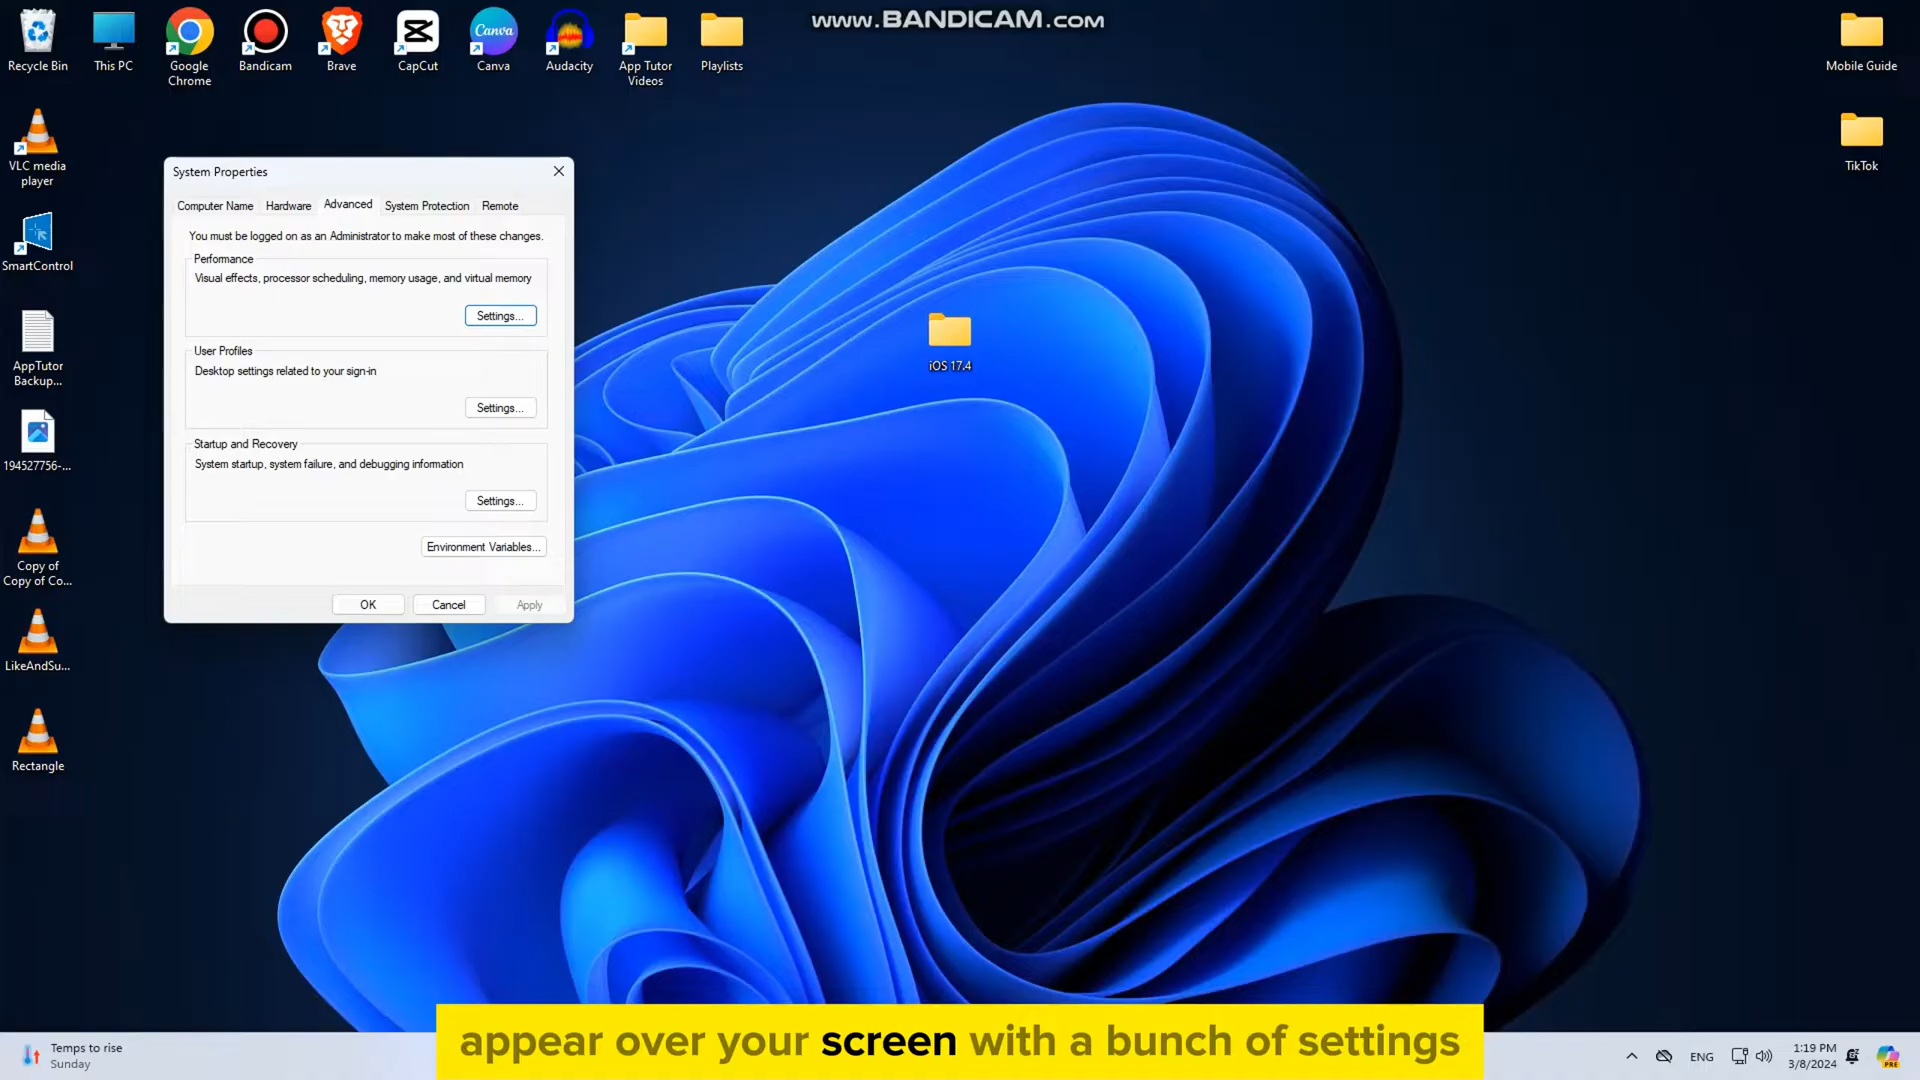 www.BANDICAM.com
Recycle Bin
This PC
Google
Chrome
Bandicam
Brave
CapCut
Canva
Canva
Audacity
App Tutor
Videos
Playlists
Mobile Guide
TikTok
VLC media
player
SmartControl
AppTutor
Backup...
194527756-...
Copy of
Copy of Co...
LikeAndSu...
Rectangle
System Properties
Computer Name
Hardware
Advanced
System Protection
Remote
You must be logged on as an Administrator to make most of these changes.
Performance
Visual effects, processor scheduling, memory usage, and virtual memory
Settings...
User Profiles
Desktop settings related to your sign-in
Settings...
Startup and Recovery
System startup, system failure, and debugging information
Settings...
Environment Variables...
OK
Cancel
Apply
iOS 17.4
appear over your screen with a bunch of settings
Temps to rise
Sunday
ENG
1:19 PM
3/8/2024
PRE